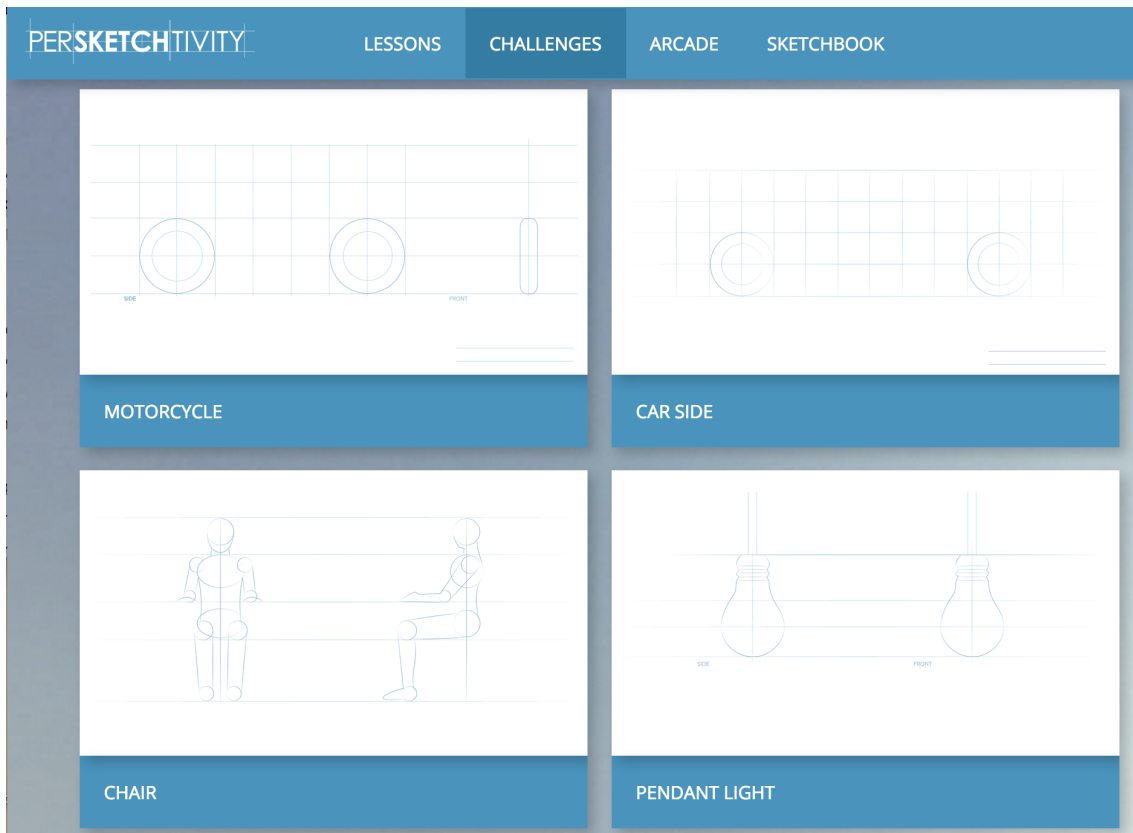 PERSKETCHTIVITY
LESSONS
CHALLENGES
ARCADE
SKETCHBOOK
SIDE
FRONT
MOTORCYCLE
CAR SIDE
SIDE
FRONT
CHAIR
PENDANT LIGHT